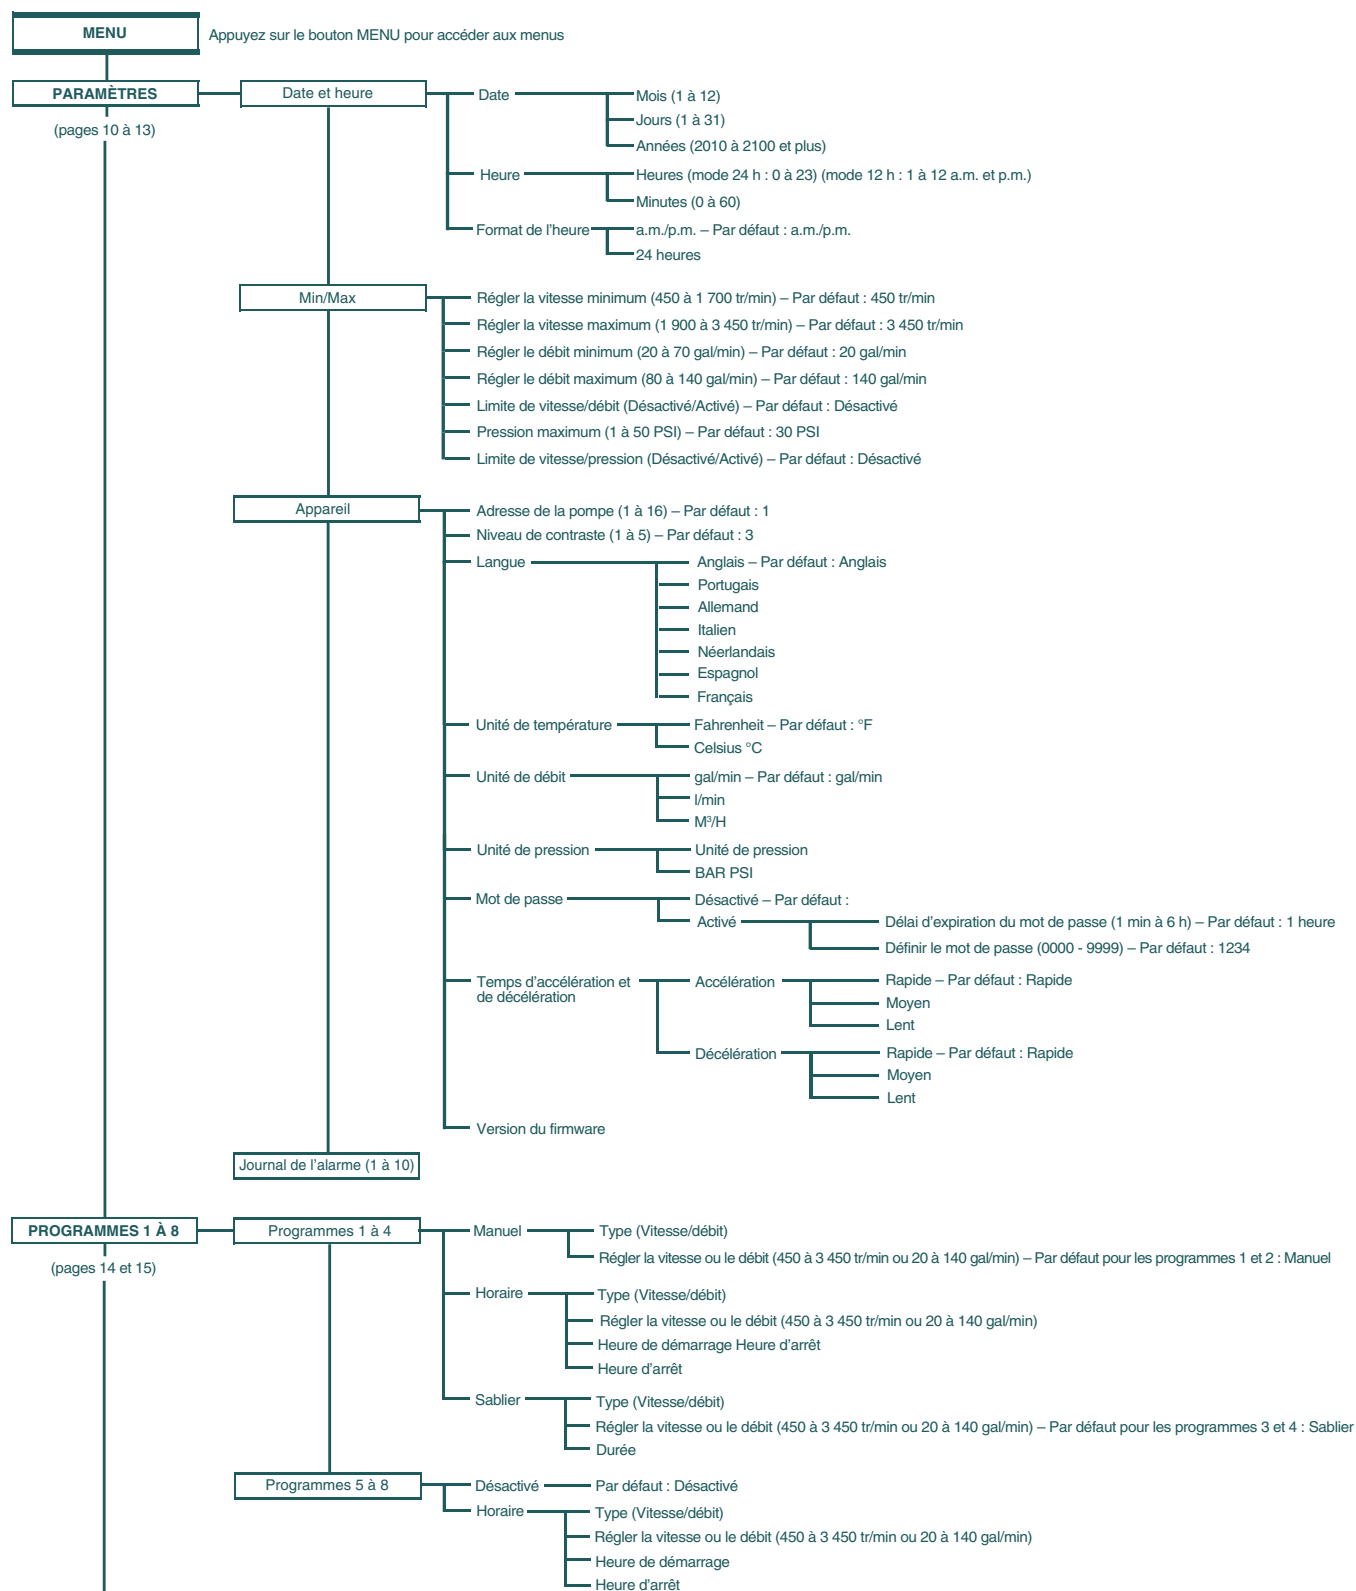 MENU
Appuyez sur le bouton MENU pour accéder aux menus
PARAMÈTRES
(pages 10 à 13)
Date et heure
Date
Mois (1 à 12)
Jours (1 à 31)
Années (2010 à 2100 et plus)
Heure
Heures (mode 24 h : 0 à 23) (mode 12 h : 1 à 12 a.m. et p.m.)
Minutes (0 à 60)
Format de l'heure
a.m./p.m. – Par défaut : a.m./p.m.
24 heures
Min/Max
Régler la vitesse minimum (450 à 1 700 tr/min) – Par défaut : 450 tr/min
Régler la vitesse maximum (1 900 à 3 450 tr/min) – Par défaut : 3 450 tr/min
Régler le débit minimum (20 à 70 gal/min) – Par défaut : 20 gal/min
Régler le débit maximum (80 à 140 gal/min) – Par défaut : 140 gal/min
Limite de vitesse/débit (Désactivé/Activé) – Par défaut : Désactivé
Pression maximum (1 à 50 PSI) – Par défaut : 30 PSI
Limite de vitesse/pression (Désactivé/Activé) – Par défaut : Désactivé
Appareil
Adresse de la pompe (1 à 16) – Par défaut : 1
Niveau de contraste (1 à 5) – Par défaut : 3
Langue
Anglais – Par défaut : Anglais
Portugais
Allemand
Italien
Néerlandais
Espagnol
Français
Unité de température
Fahrenheit – Par défaut : °F
Celsius °C
Unité de débit
gal/min – Par défaut : gal/min
l/min
M³/H
Unité de pression
Unité de pression
BAR PSI
Mot de passe
Désactivé – Par défaut :
Activé
Délai d'expiration du mot de passe (1 min à 6 h) – Par défaut : 1 heure
Définir le mot de passe (0000 - 9999) – Par défaut : 1234
Temps d'accélération et
de décélération
Accélération
Rapide – Par défaut : Rapide
Moyen
Lent
Décélération
Rapide – Par défaut : Rapide
Moyen
Lent
Version du firmware
Journal de l'alarme (1 à 10)
PROGRAMMES 1 À 8
(pages 14 et 15)
Programmes 1 à 4
Manuel
Type (Vitesse/débit)
Régler la vitesse ou le débit (450 à 3 450 tr/min ou 20 à 140 gal/min) – Par défaut pour les programmes 1 et 2 : Manuel
Horaire
Type (Vitesse/débit)
Régler la vitesse ou le débit (450 à 3 450 tr/min ou 20 à 140 gal/min)
Heure de démarrage Heure d'arrêt
Heure d'arrêt
Sablier
Type (Vitesse/débit)
Régler la vitesse ou le débit (450 à 3 450 tr/min ou 20 à 140 gal/min) – Par défaut pour les programmes 3 et 4 : Sablier
Durée
Programmes 5 à 8
Désactivé
Par défaut : Désactivé
Horaire
Type (Vitesse/débit)
Régler la vitesse ou le débit (450 à 3 450 tr/min ou 20 à 140 gal/min)
Heure de démarrage
Heure d'arrêt